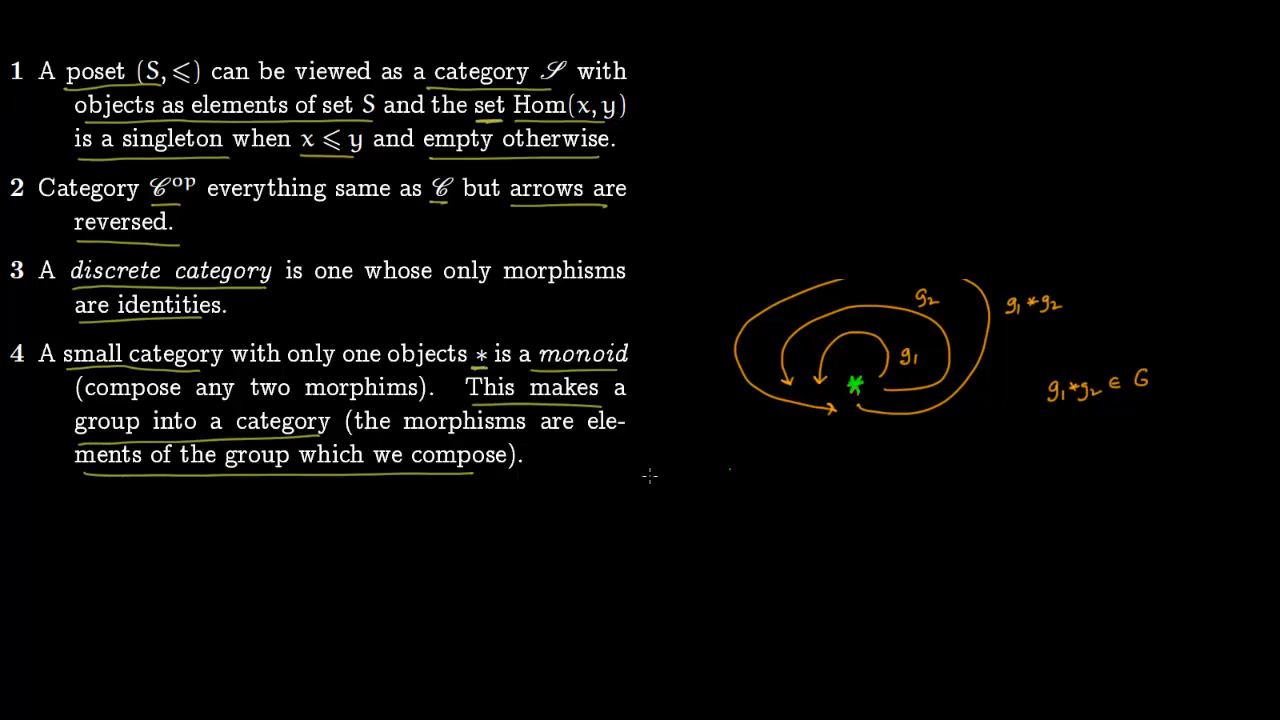 1 A poset (S, ⩽) can be viewed as a category 𝒮 with
objects as elements of set S and the set Hom(x, y)
is a singleton when x ⩽ y and empty otherwise.
2 Category 𝒞ᵒᵖ everything same as 𝒞 but arrows are
reversed.
3 A discrete category is one whose only morphisms
are identities.
4 A small category with only one objects * is a monoid
(compose any two morphims). This makes a
group into a category (the morphisms are ele-
ments of the group which we compose).
g₂
g₁ * g₂
g₁
*
g₁ * g₂ ∈ G